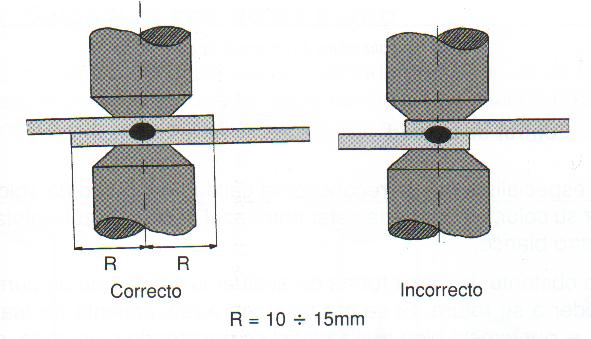 R R
Correcto Incorrecto
R = 10 ÷ 15mm